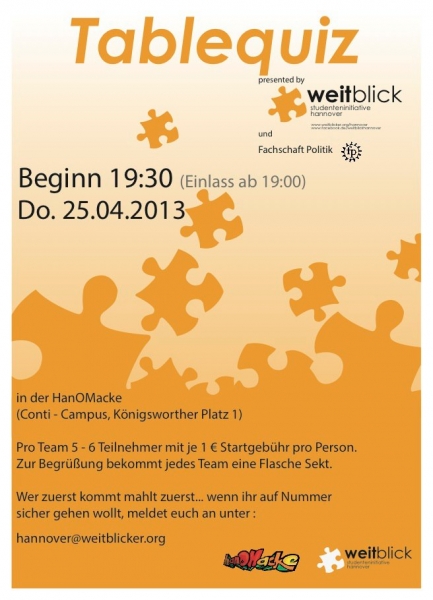 Tablequiz
presented by
weitblick
studenteninitiative
hannover
www.weitblicker.org/hannover
www.facebook.de/weitblickhannover
und
Fachschaft Politik
Beginn 19:30 (Einlass ab 19:00)
Do. 25.04.2013
in der HanOMacke
(Conti - Campus, Königsworther Platz 1)
Pro Team 5 - 6 Teilnehmer mit je 1 € Startgebühr pro Person.
Zur Begrüßung bekommt jedes Team eine Flasche Sekt.
Wer zuerst kommt mahlt zuerst... wenn ihr auf Nummer
sicher gehen wollt, meldet euch an unter :
hannover@weitblicker.org
HanOMacke
weitblick
studenteninitiative
hannover